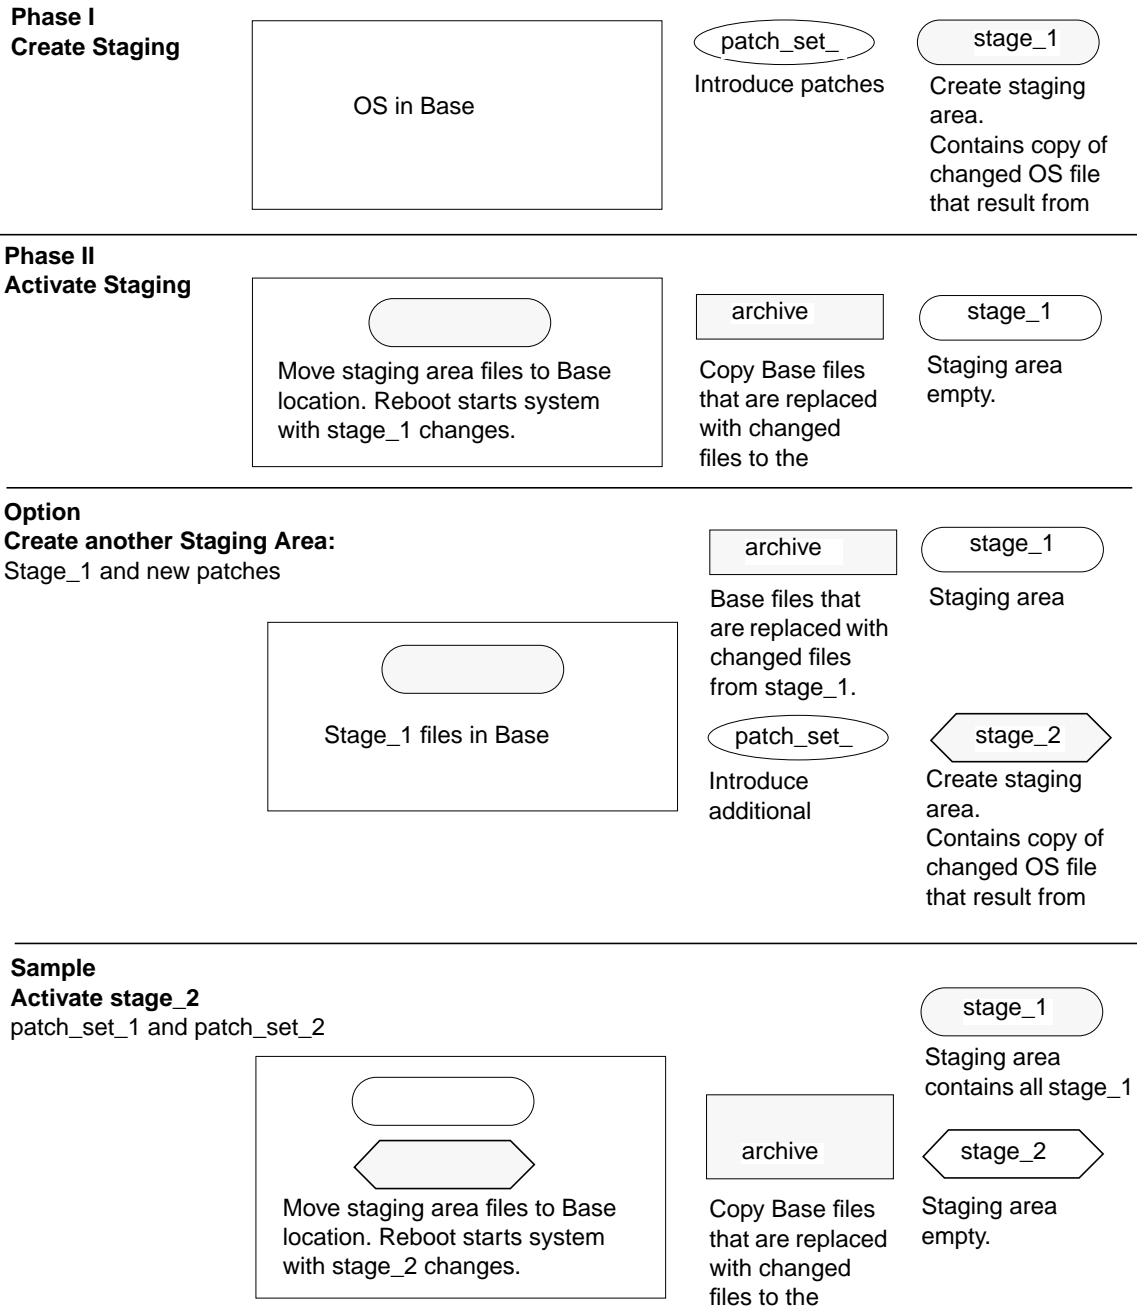 Phase I
Create Staging
OS in Base
patch_set_
Introduce patches
stage_1
Create staging
area.
Contains copy of
changed OS file
that result from
Phase II
Activate Staging
Move staging area files to Base
location. Reboot starts system
with stage_1 changes.
archive
Copy Base files
that are replaced
with changed
files to the
stage_1
Staging area
empty.
Option
Create another Staging Area:
Stage_1 and new patches
Stage_1 files in Base
archive
Base files that
are replaced with
changed files
from stage_1.
stage_1
Staging area
patch_set_
Introduce
additional
stage_2
Create staging
area.
Contains copy of
changed OS file
that result from
Sample
Activate stage_2
patch_set_1 and patch_set_2
Move staging area files to Base
location. Reboot starts system
with stage_2 changes.
archive
Copy Base files
that are replaced
with changed
files to the
stage_1
Staging area
contains all stage_1
stage_2
Staging area
empty.